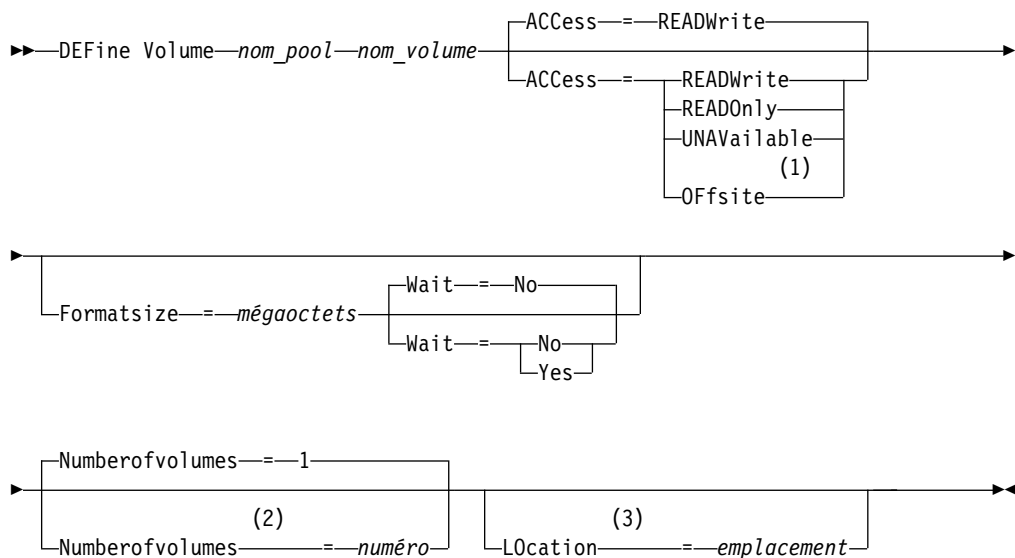 ACCess = READWrite
DEFine Volume nom_pool nom_volume
ACCess = READWrite
READOnly
UNAVailable
(1)
OFfsite
Wait = No
Formatsize = mégaoctets
Wait = No
Yes
Numberofvolumes = 1
(2) (3)
Numberofvolumes = numéro LOcation = emplacement